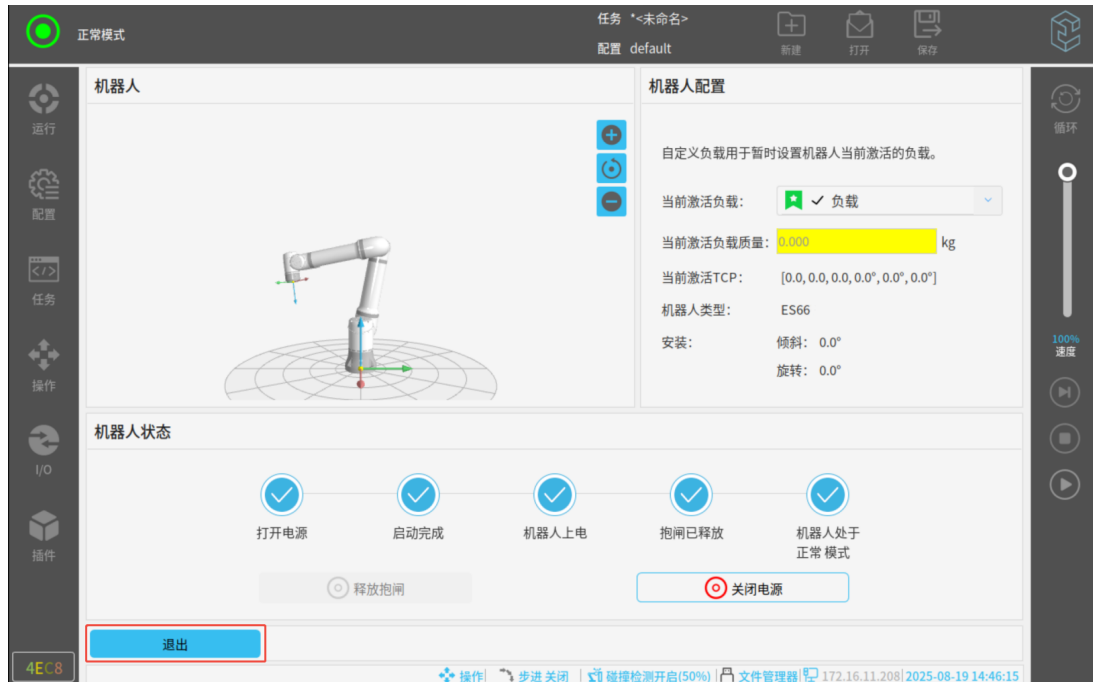 正常模式
任务 *<未命名>
配置 default
新建
打开
保存
运行
配置
任务
操作
I/O
插件
4EC8
机器人
机器人配置
自定义负载用于暂时设置机器人当前激活的负载。
当前激活负载: 负载
当前激活负载质量: 0.000 kg
当前激活TCP: [0.0, 0.0, 0.0, 0.0°, 0.0°, 0.0°]
机器人类型: ES66
安装: 倾斜: 0.0°
旋转: 0.0°
循环
100%
速度
机器人状态
打开电源
启动完成
机器人上电
抱闸已释放
机器人处于
正常 模式
释放抱闸
关闭电源
退出
操作 步进 关闭 碰撞检测开启(50%) 文件管理器 172.16.11.208 2025-08-19 14:46:15